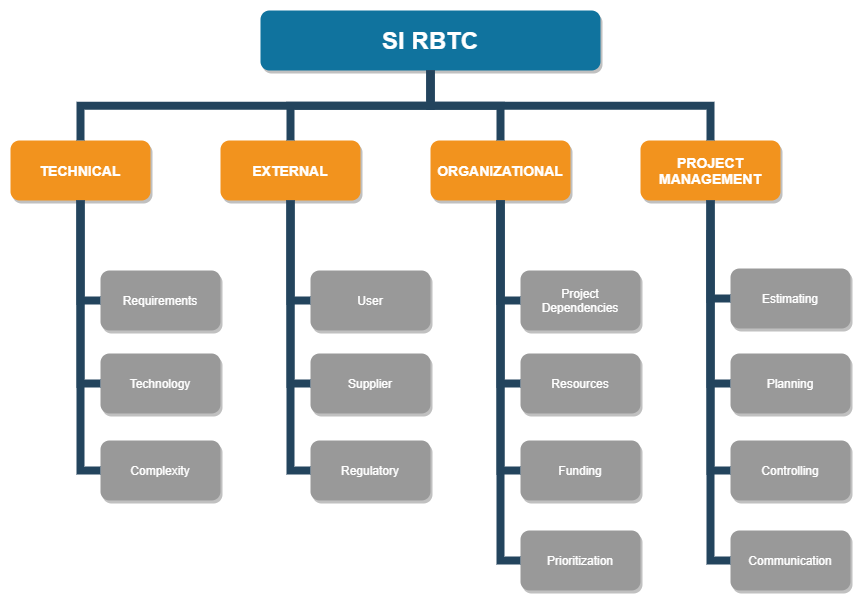 SI RBTC
TECHNICAL
EXTERNAL
ORGANIZATIONAL
PROJECT
MANAGEMENT
Requirements
Technology
Complexity
User
Supplier
Regulatory
Project
Dependencies
Resources
Funding
Prioritization
Estimating
Planning
Controlling
Communication